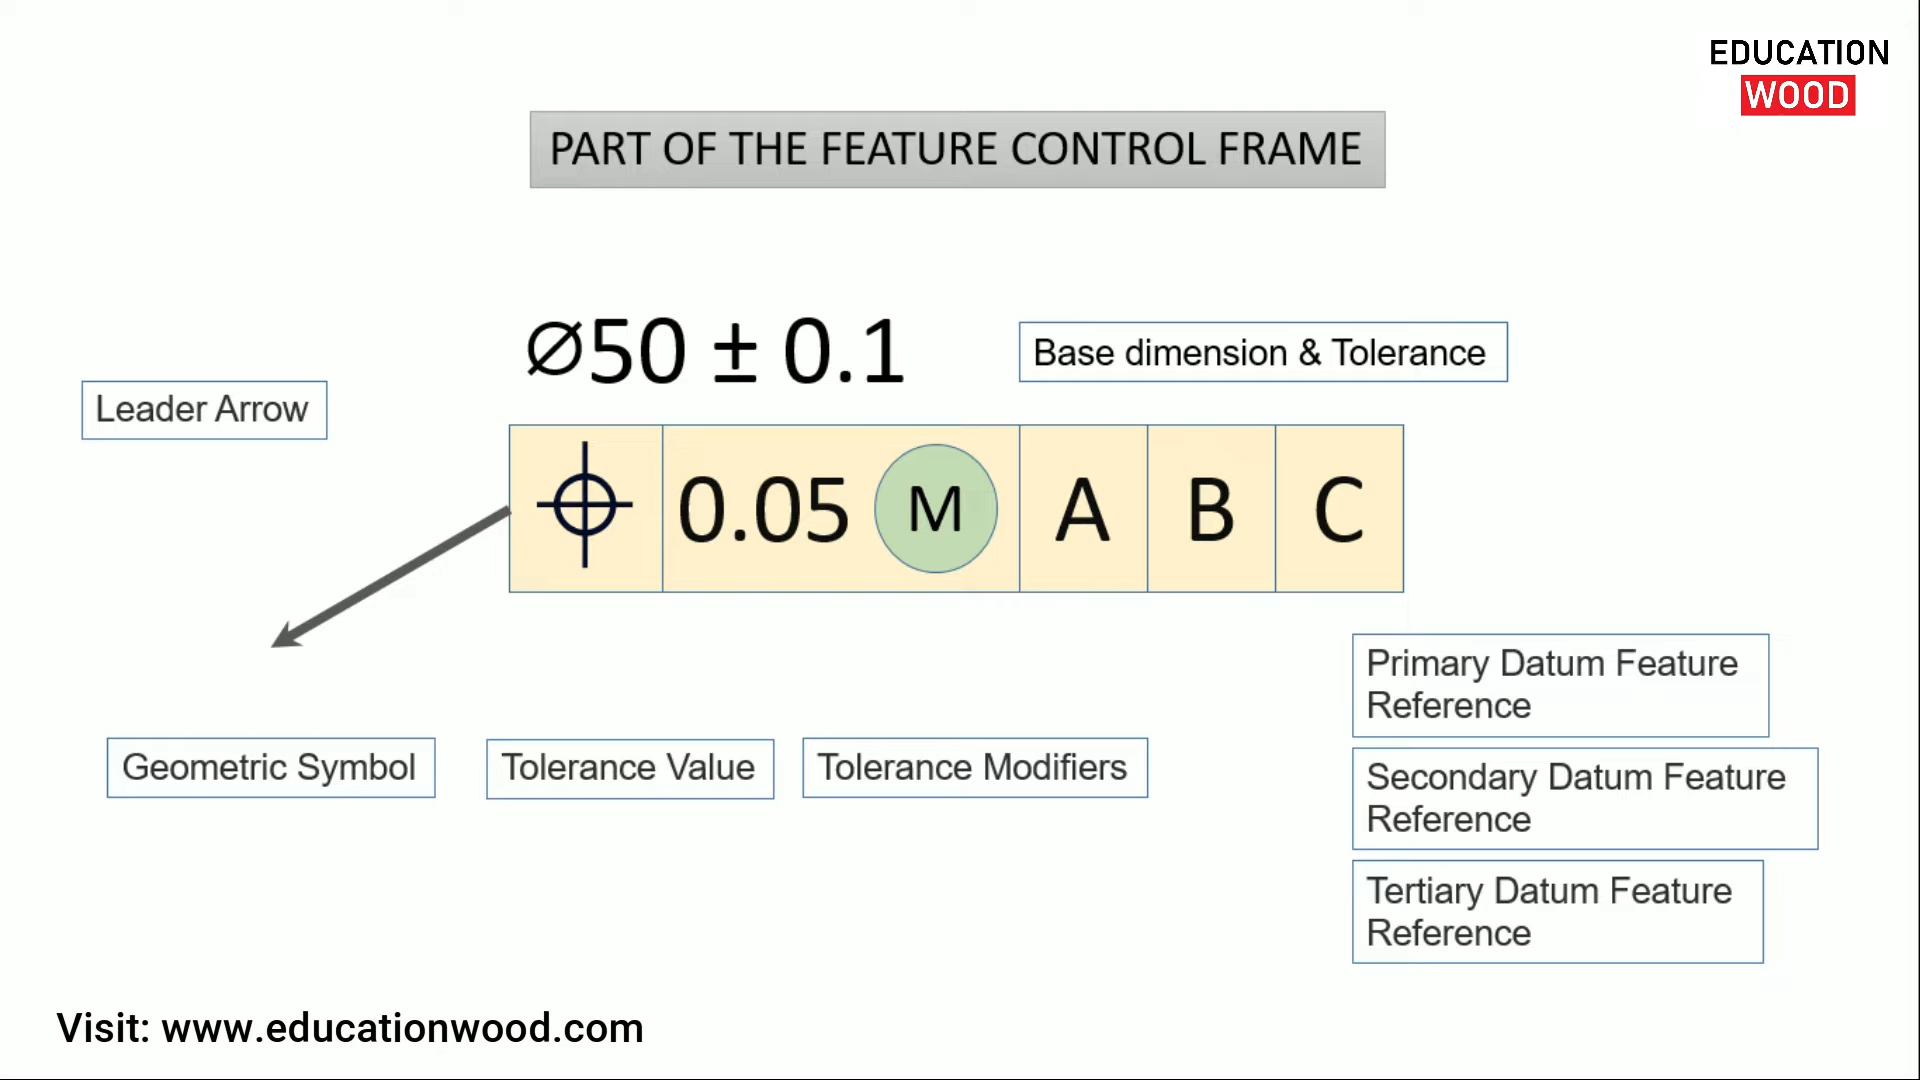 EDUCATION
WOOD
PART OF THE FEATURE CONTROL FRAME
⌀50 ± 0.1
Base dimension & Tolerance
Leader Arrow
⌖ 0.05 Ⓜ A B C
Primary Datum Feature
Reference
Geometric Symbol
Tolerance Value
Tolerance Modifiers
Secondary Datum Feature
Reference
Tertiary Datum Feature
Reference
Visit: www.educationwood.com